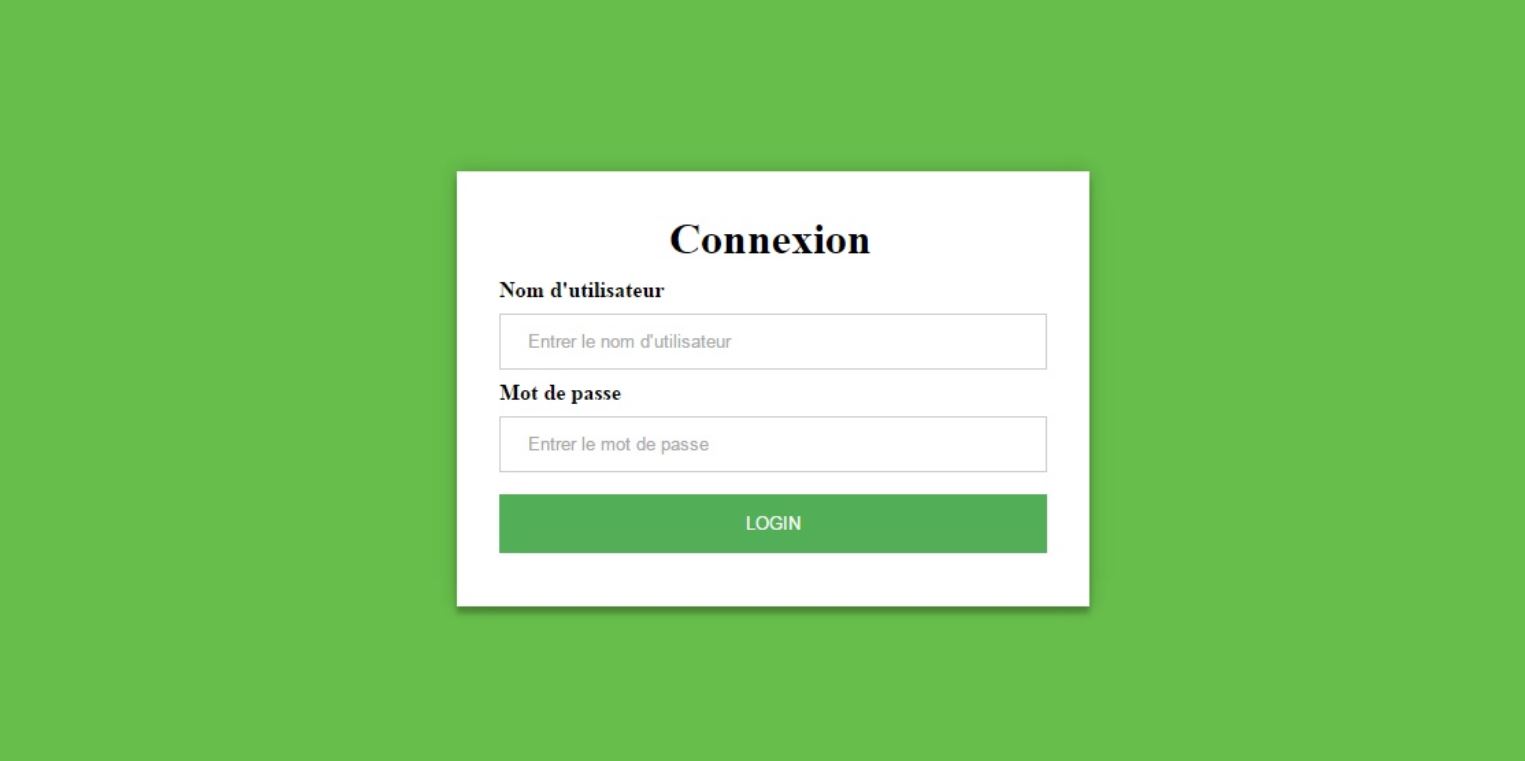 Connexion
Nom d'utilisateur
Entrer le nom d'utilisateur
Mot de passe
Entrer le mot de passe
LOGIN